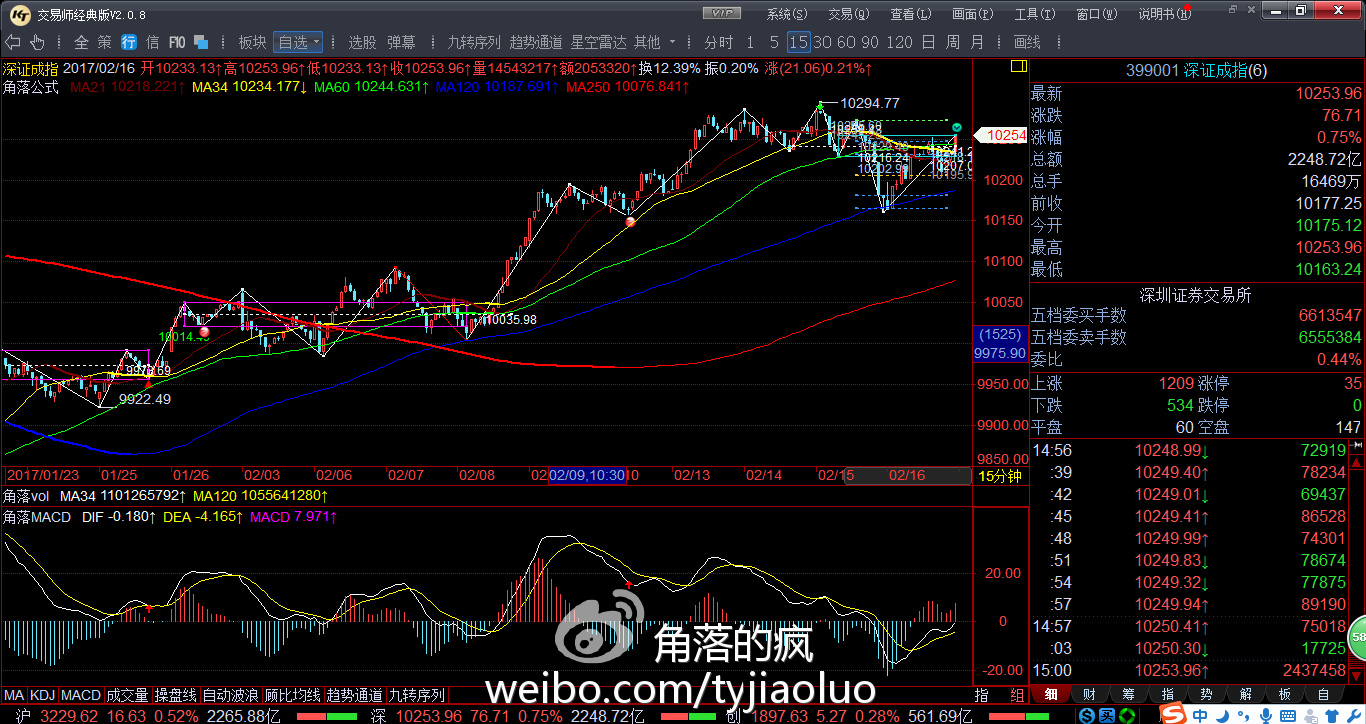 交易师经典版V2.0.8 VIP 系统(S) 交易(Q) 查看(L) 画面(P) 工具(T) 窗口(W) 说明书(H)
全 策 行 信 F10 板块 自选 选股 弹幕 九转序列 趋势通道 星空雷达 其他 分时 1 5 15 30 60 90 120 日 周 月 画线
深证成指 2017/02/16 开10233.13↑高10253.96↑低10233.13↑收10253.96↑量14543217↑额2053320↑换12.39% 振0.20% 涨(21.06)0.21%↑
角落公式 MA21 10218.221↑ MA34 10234.177↓ MA60 10244.631↑ MA120 10187.691↑ MA250 10076.841↑
10294.77
10254
10216.24
10202.99
10200
10150
10100
10050
10035.98
(1525)
9975.90
9950.00
9922.49
9900.00
9850.00
2017/01/23 01/25 01/26 02/03 02/06 02/07 02/08 02/09,10:30 10 02/13 02/14 02/15 02/16 15分钟
角落vol MA34 1101265792↑ MA120 1055641280↑
角落MACD DIF -0.180↑ DEA -4.165↑ MACD 7.971↑
20.00
0
-20.00
角落的疯
weibo.com/tyjiaoluo
MA KDJ MACD 成交量 操盘线 自动波浪 顾比均线 趋势通道 九转序列 指 组
399001 深证成指(6)
最新 10253.96
涨跌 76.71
涨幅 0.75%
总额 2248.72亿
总手 16469万
前收 10177.25
今开 10175.12
最高 10253.96
最低 10163.24
深圳证券交易所
五档委买手数 6613547
五档委卖手数 6555384
委比 0.44%
上涨 1209 涨停 35
下跌 534 跌停 0
平盘 60 空盘 147
14:56 10248.99↓ 72919
:39 10249.40↑ 78234
:42 10249.01↓ 69437
:45 10249.41↑ 86528
:48 10249.99↑ 74301
:51 10249.83↓ 78674
:54 10249.32↓ 77875
:57 10249.94↑ 89190
14:57 10250.41↑ 75018
:03 10250.30↓ 17725
15:00 10253.96↑ 2437458
58
细 财 筹 指 势 解 板 自
沪 3229.62 16.63 0.52% 2265.88亿 深 10253.96 76.71 0.75% 2248.72亿 创 1897.63 5.27 0.28% 561.69亿 买 中